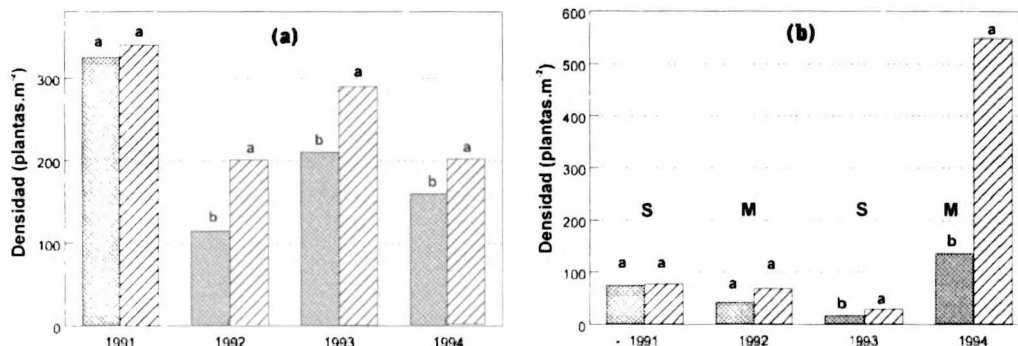 (a)
Densidad (plantas.m⁻²)
300
200
100
0
a a
b a
b a
b a
1991 1992 1993 1994
(b)
Densidad (plantas.m⁻²)
600
500
400
300
200
100
0
S M S M
a a
a a
b a
b a
1991 1992 1993 1994